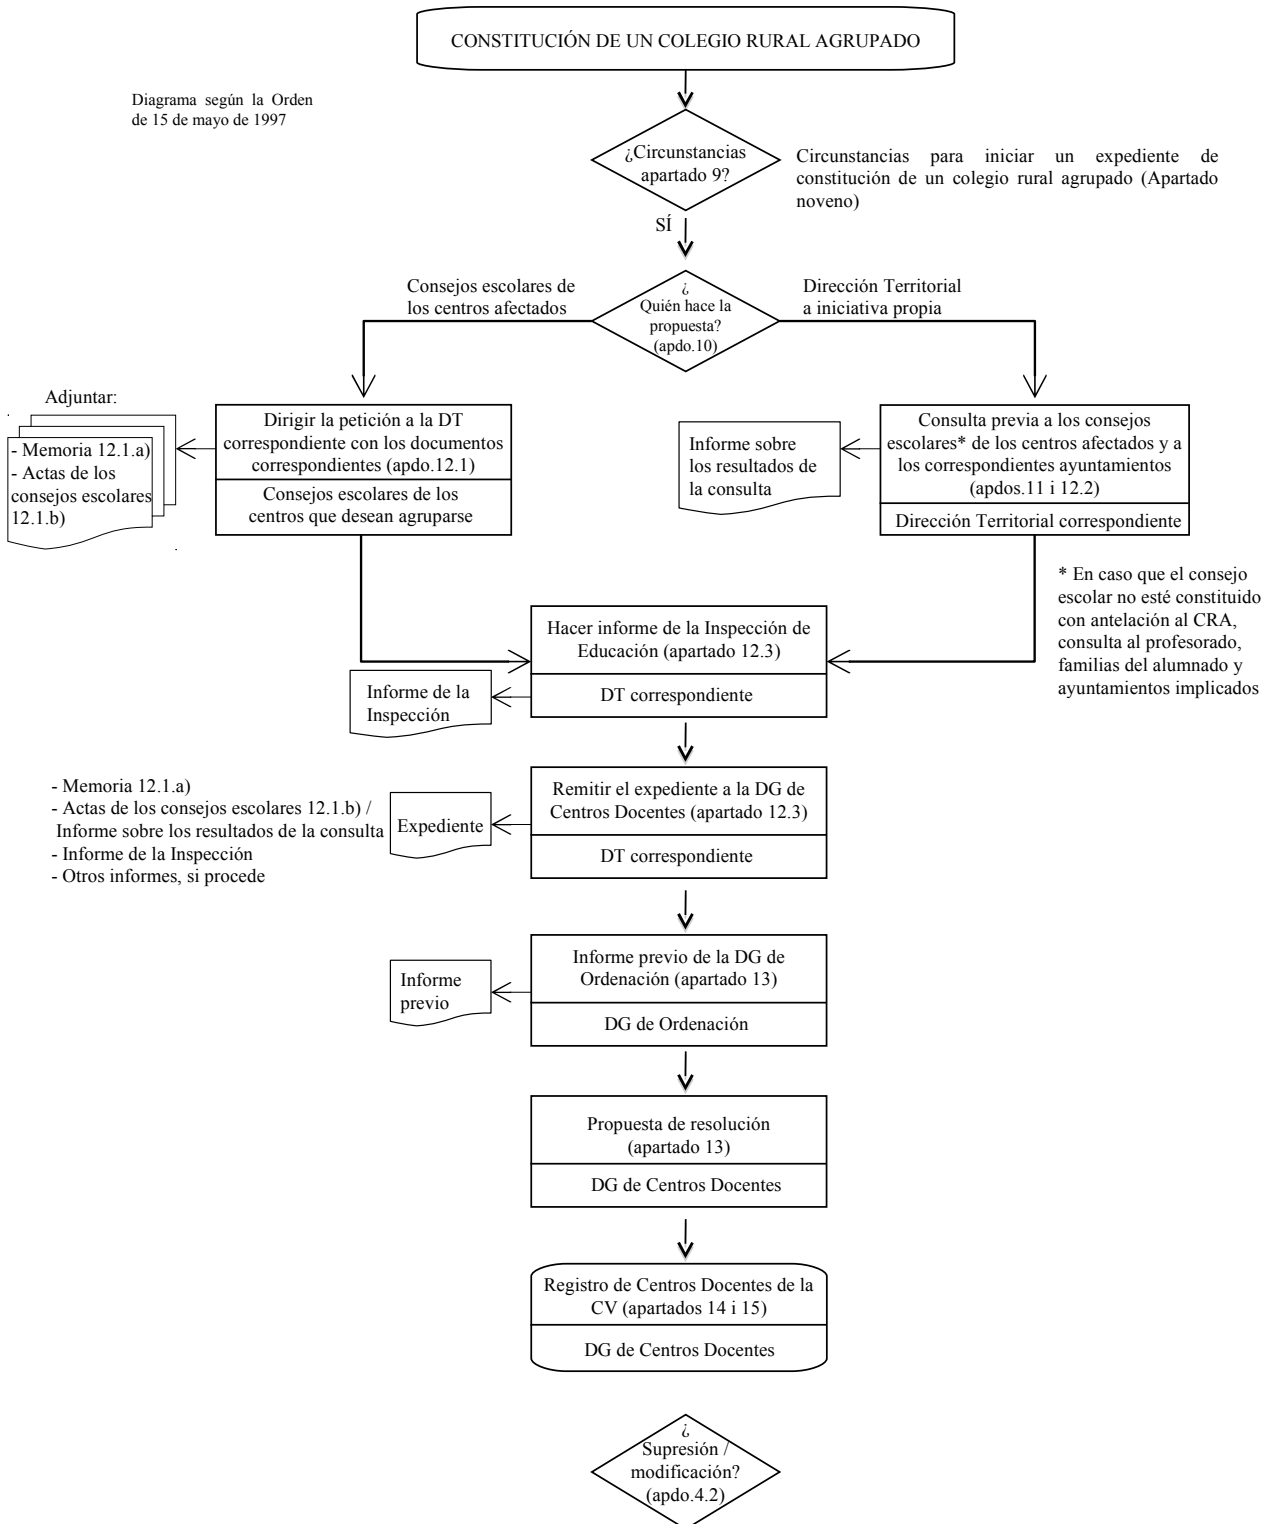 CONSTITUCIÓN DE UN COLEGIO RURAL AGRUPADO
Diagrama según la Orden
de 15 de mayo de 1997
¿Circunstancias
apartado 9?
Circunstancias para iniciar un expediente de
constitución de un colegio rural agrupado (Apartado
noveno)
SÍ
Consejos escolares de
los centros afectados
¿
Quién hace la
propuesta?
(apdo.10)
Dirección Territorial
a iniciativa propia
Adjuntar:
- Memoria 12.1.a)
- Actas de los
consejos escolares
12.1.b)
Dirigir la petición a la DT
correspondiente con los documentos
correspondientes (apdo.12.1)
Consejos escolares de los
centros que desean agruparse
Informe sobre
los resultados de
la consulta
Consulta previa a los consejos
escolares* de los centros afectados y a
los correspondientes ayuntamientos
(apdos.11 i 12.2)
Dirección Territorial correspondiente
* En caso que el consejo
escolar no esté constituido
con antelación al CRA,
consulta al profesorado,
familias del alumnado y
ayuntamientos implicados
Hacer informe de la Inspección de
Educación (apartado 12.3)
DT correspondiente
Informe de la
Inspección
- Memoria 12.1.a)
- Actas de los consejos escolares 12.1.b) /
Informe sobre los resultados de la consulta
- Informe de la Inspección
- Otros informes, si procede
Expediente
Remitir el expediente a la DG de
Centros Docentes (apartado 12.3)
DT correspondiente
Informe
previo
Informe previo de la DG de
Ordenación (apartado 13)
DG de Ordenación
Propuesta de resolución
(apartado 13)
DG de Centros Docentes
Registro de Centros Docentes de la
CV (apartados 14 i 15)
DG de Centros Docentes
¿
Supresión /
modificación?
(apdo.4.2)